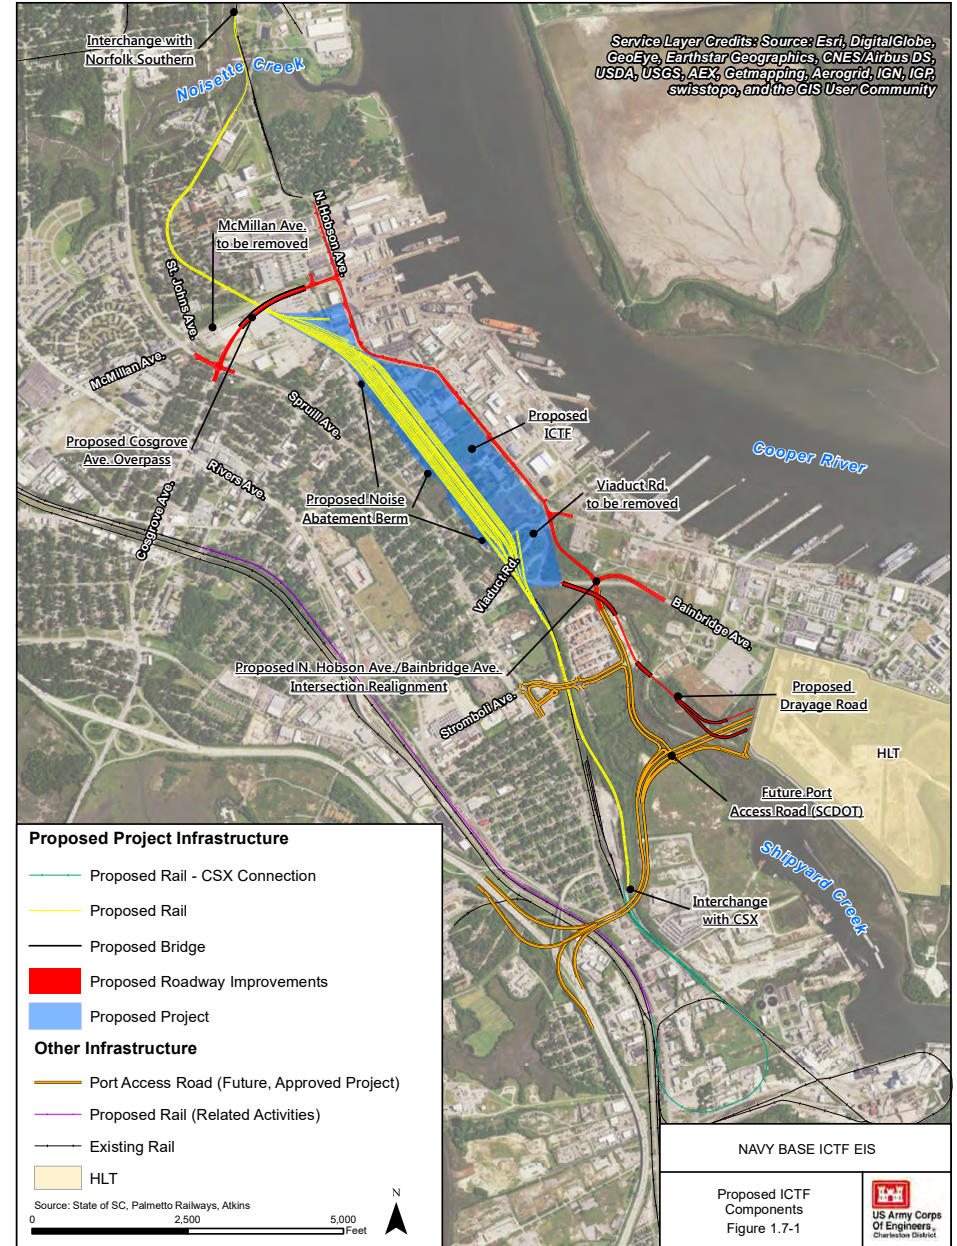 Interchange with
Norfolk Southern
Noisette Creek
Service Layer Credits: Source: Esri, DigitalGlobe,
GeoEye, Earthstar Geographics, CNES/Airbus DS,
USDA, USGS, AEX, Getmapping, Aerogrid, IGN, IGP,
swisstopo, and the GIS User Community
McMillan Ave.
to be removed
N. Hobson Ave.
St. Johns Ave.
McMillan Ave.
Spruill Ave.
Proposed
ICTF
Cooper River
Proposed Cosgrove
Ave. Overpass
Rivers Ave.
Cosgrove Ave.
Proposed Noise
Abatement Berm
Viaduct Rd.
to be removed
Viaduct Rd.
Bainbridge Ave.
Proposed N. Hobson Ave./Bainbridge Ave.
Intersection Realignment
Stromboli Ave.
Proposed
Drayage Road
HLT
Future Port
Access Road (SCDOT)
Shipyard Creek
Interchange
with CSX
Proposed Project Infrastructure
Proposed Rail - CSX Connection
Proposed Rail
Proposed Bridge
Proposed Roadway Improvements
Proposed Project
Other Infrastructure
Port Access Road (Future, Approved Project)
Proposed Rail (Related Activities)
Existing Rail
HLT
Source: State of SC, Palmetto Railways, Atkins
0 2,500 5,000
Feet
N
NAVY BASE ICTF EIS
Proposed ICTF
Components
Figure 1.7-1
US Army Corps
Of Engineers®
Charleston District